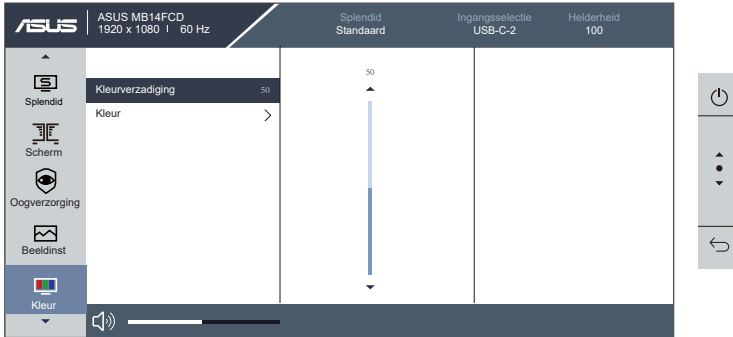 ASUS
ASUS MB14FCD
1920 x 1080 | 60 Hz
Splendid
Standaard
Ingangsselectie
USB-C-2
Helderheid
100
Splendid
Scherm
Oogverzorging
Beeldinst
Kleur
Kleurverzadiging 50
Kleur
50